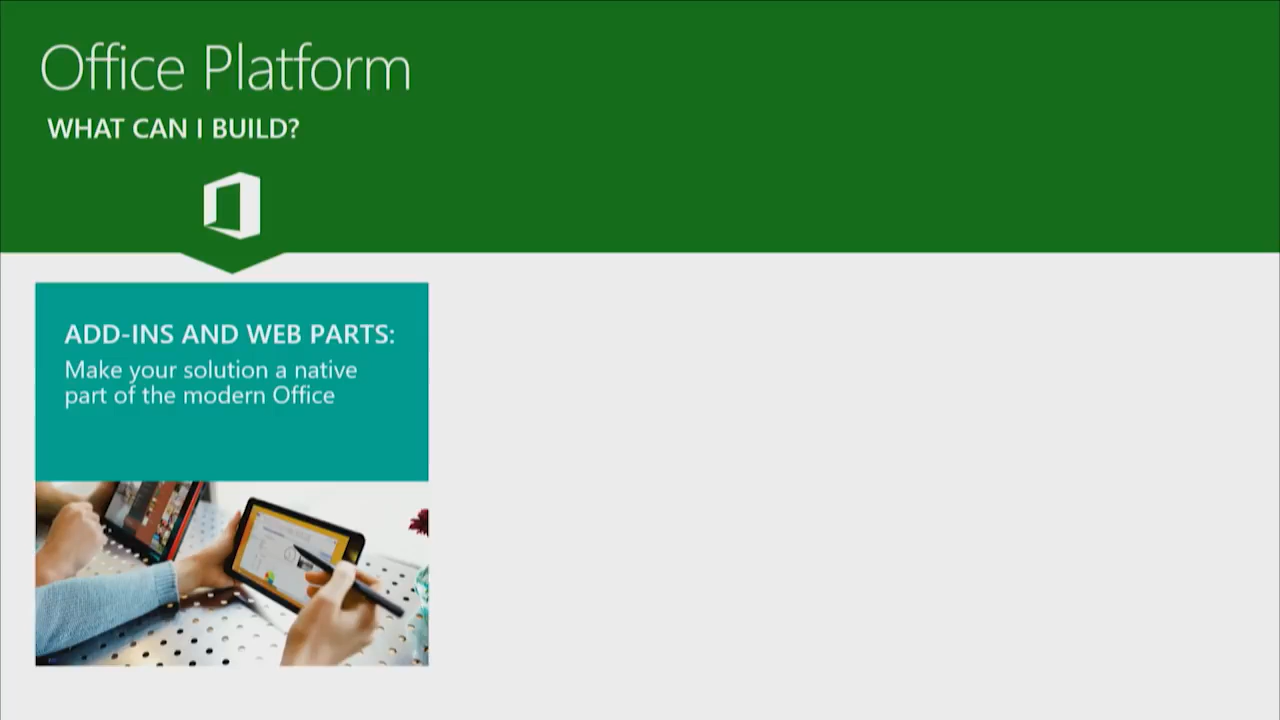 Office Platform
WHAT CAN I BUILD?
ADD-INS AND WEB PARTS:
Make your solution a native
part of the modern Office